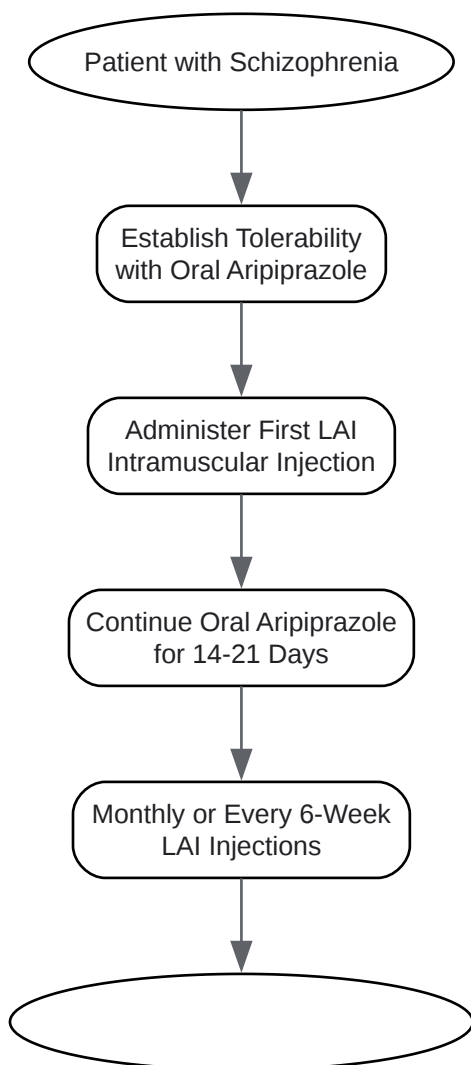 Patient with Schizophrenia
Establish Tolerability
with Oral Aripiprazole
Administer First LAI
Intramuscular Injection
Continue Oral Aripiprazole
for 14-21 Days
Monthly or Every 6-Week
LAI Injections